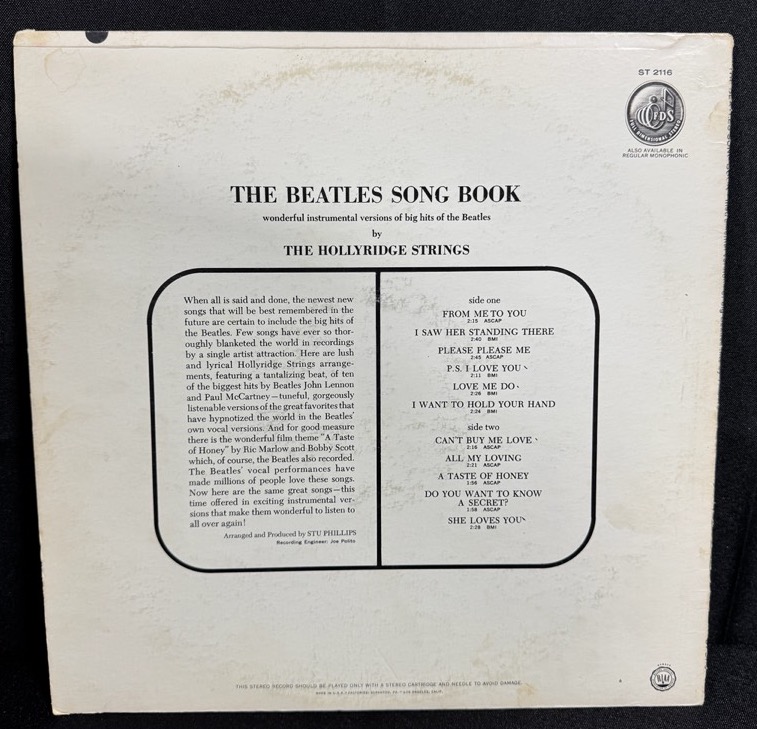 ST 2116
FDS
FULL DIMENSIONAL STEREO
ALSO AVAILABLE IN
REGULAR MONOPHONIC
THE BEATLES SONG BOOK
wonderful instrumental versions of big hits of the Beatles
by
THE HOLLYRIDGE STRINGS
When all is said and done, the newest new
songs that will be best remembered in the
future are certain to include the big hits of
the Beatles. Few songs have ever so thor-
oughly blanketed the world in recordings
by a single artist attraction. Here are lush
and lyrical Hollyridge Strings arrange-
ments, featuring a tantalizing beat, of ten
of the biggest hits by Beatles John Lennon
and Paul McCartney—tuneful, gorgeously
listenable versions of the great favorites that
have hypnotized the world in the Beatles'
own vocal versions. And for good measure
there is the wonderful film theme "A Taste
of Honey" by Ric Marlow and Bobby Scott
which, of course, the Beatles also recorded.
The Beatles' vocal performances have
made millions of people love these songs.
Now here are the same great songs—this
time offered in exciting instrumental ver-
sions that make them wonderful to listen to
all over again!
Arranged and Produced by STU PHILLIPS
Recording Engineer: Joe Polito
side one
FROM ME TO YOU
2:15 ASCAP
I SAW HER STANDING THERE
2:40 BMI
PLEASE PLEASE ME
2:45 ASCAP
P.S. I LOVE YOU
2:11 BMI
LOVE ME DO
2:26 BMI
I WANT TO HOLD YOUR HAND
2:24 BMI
side two
CAN'T BUY ME LOVE
2:16 ASCAP
ALL MY LOVING
2:21 ASCAP
A TASTE OF HONEY
1:56 ASCAP
DO YOU WANT TO KNOW
A SECRET?
1:58 ASCAP
SHE LOVES YOU
2:28 BMI
THIS STEREO RECORD SHOULD BE PLAYED ONLY WITH A STEREO CARTRIDGE AND NEEDLE TO AVOID DAMAGE.
RIAA